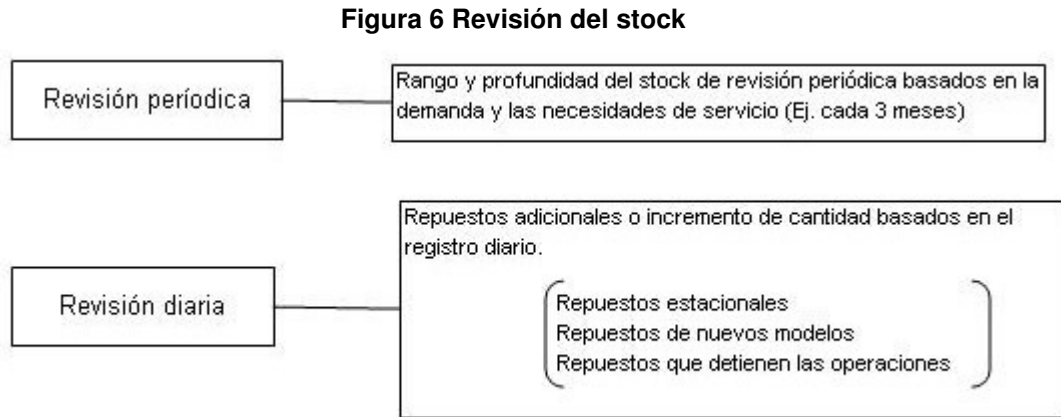 Figura 6 Revisión del stock
Revisión períodica
Rango y profundidad del stock de revisión periódica basados en la
demanda y las necesidades de servicio (Ej. cada 3 meses)
Revisión diaria
Repuestos adicionales o incremento de cantidad basados en el
registro diario.
Repuestos estacionales
Repuestos de nuevos modelos
Repuestos que detienen las operaciones